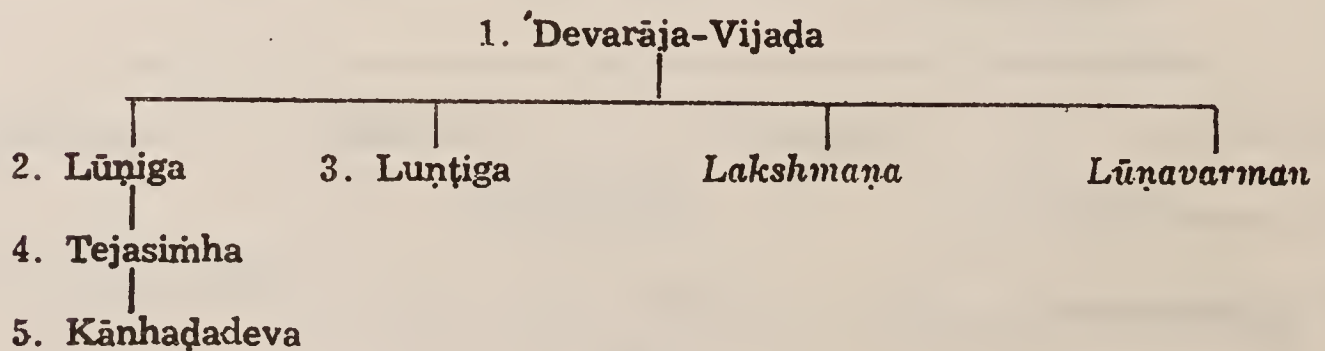 1. Devarāja-Vijaḍa
2. Lūṇiga 3. Luṇṭiga Lakshmaṇa Lūṇavarman
4. Tejasiṁha
5. Kānhaḍadeva